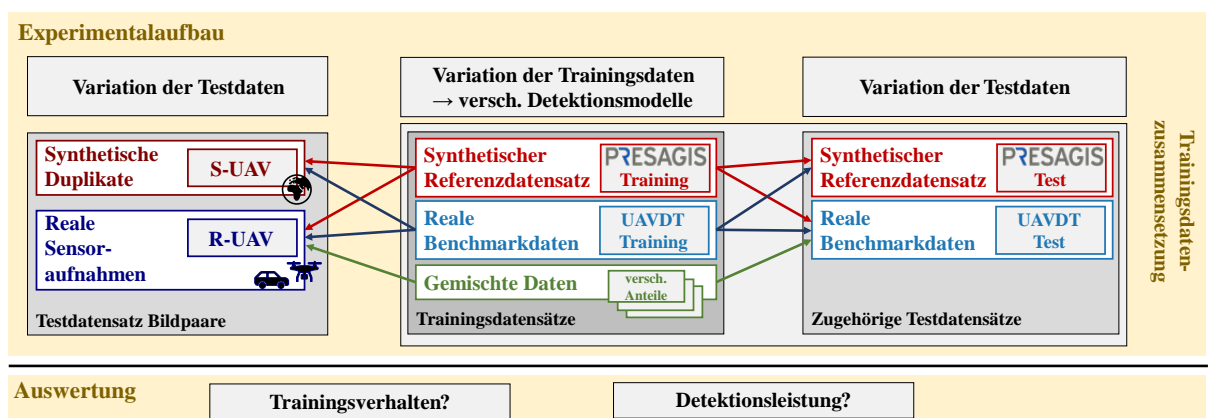 Experimentalaufbau
Variation der Testdaten
Variation der Trainingsdaten
→ versch. Detektionsmodelle
Variation der Testdaten
Synthetische
Duplikate
S-UAV
Reale
Sensor-
aufnahmen
R-UAV
Testdatensatz Bildpaare
Synthetischer
Referenzdatensatz
PRESAGIS
Training
Reale
Benchmarkdaten
UAVDT
Training
Gemischte Daten
versch.
Anteile
Trainingsdatensätze
Synthetischer
Referenzdatensatz
PRESAGIS
Test
Reale
Benchmarkdaten
UAVDT
Test
Zugehörige Testdatensätze
Trainingsdaten-
zusammensetzung
Auswertung
Trainingsverhalten?
Detektionsleistung?